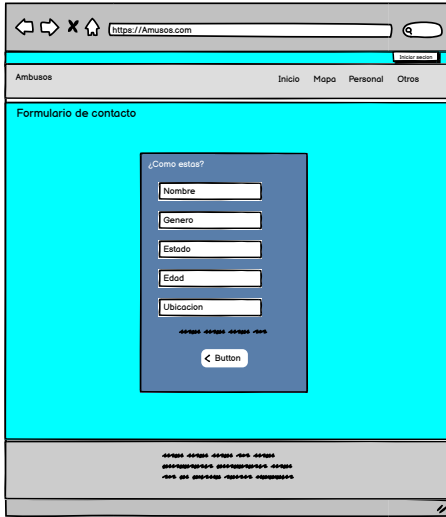 https://Amusos.com
Iniciar secion
Ambusos Inicio Mapa Personal Otros
Formulario de contacto
¿Como estas?
Nombre
Genero
Estado
Edad
Ubicacion
Button